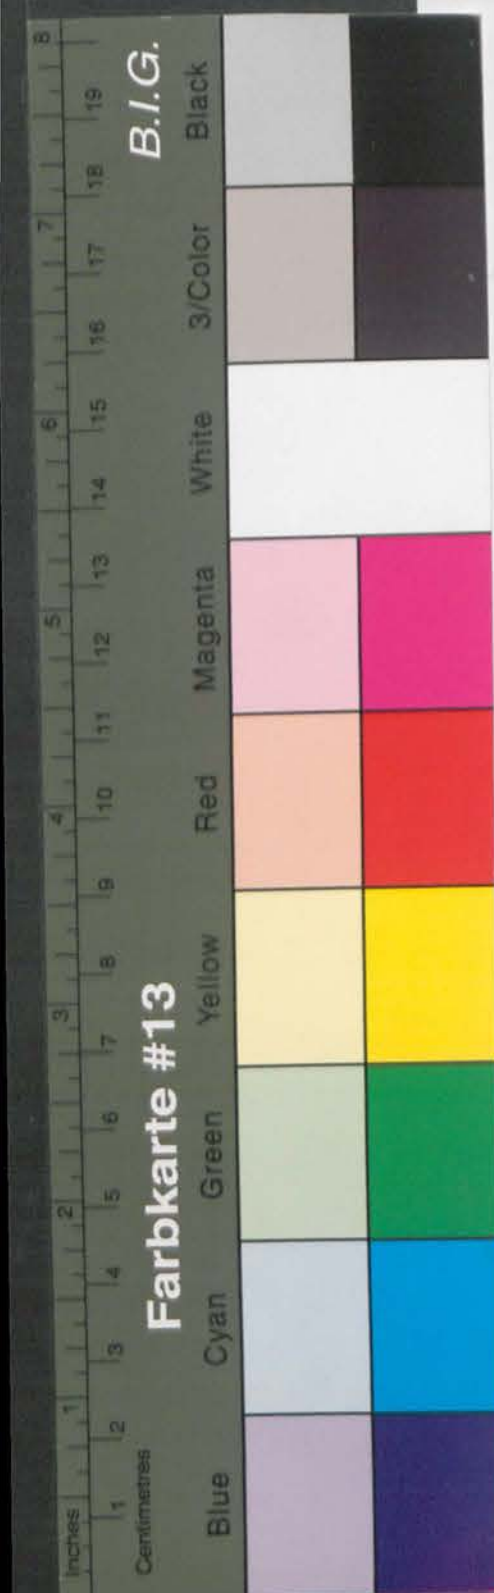 Inches 1 2 3 4 5 6 7 8
Centimetres 1 2 3 4 5 6 7 8 9 10 11 12 13 14 15 16 17 18 19
Farbkarte #13 B.I.G.
Blue Cyan Green Yellow Red Magenta White 3/Color Black